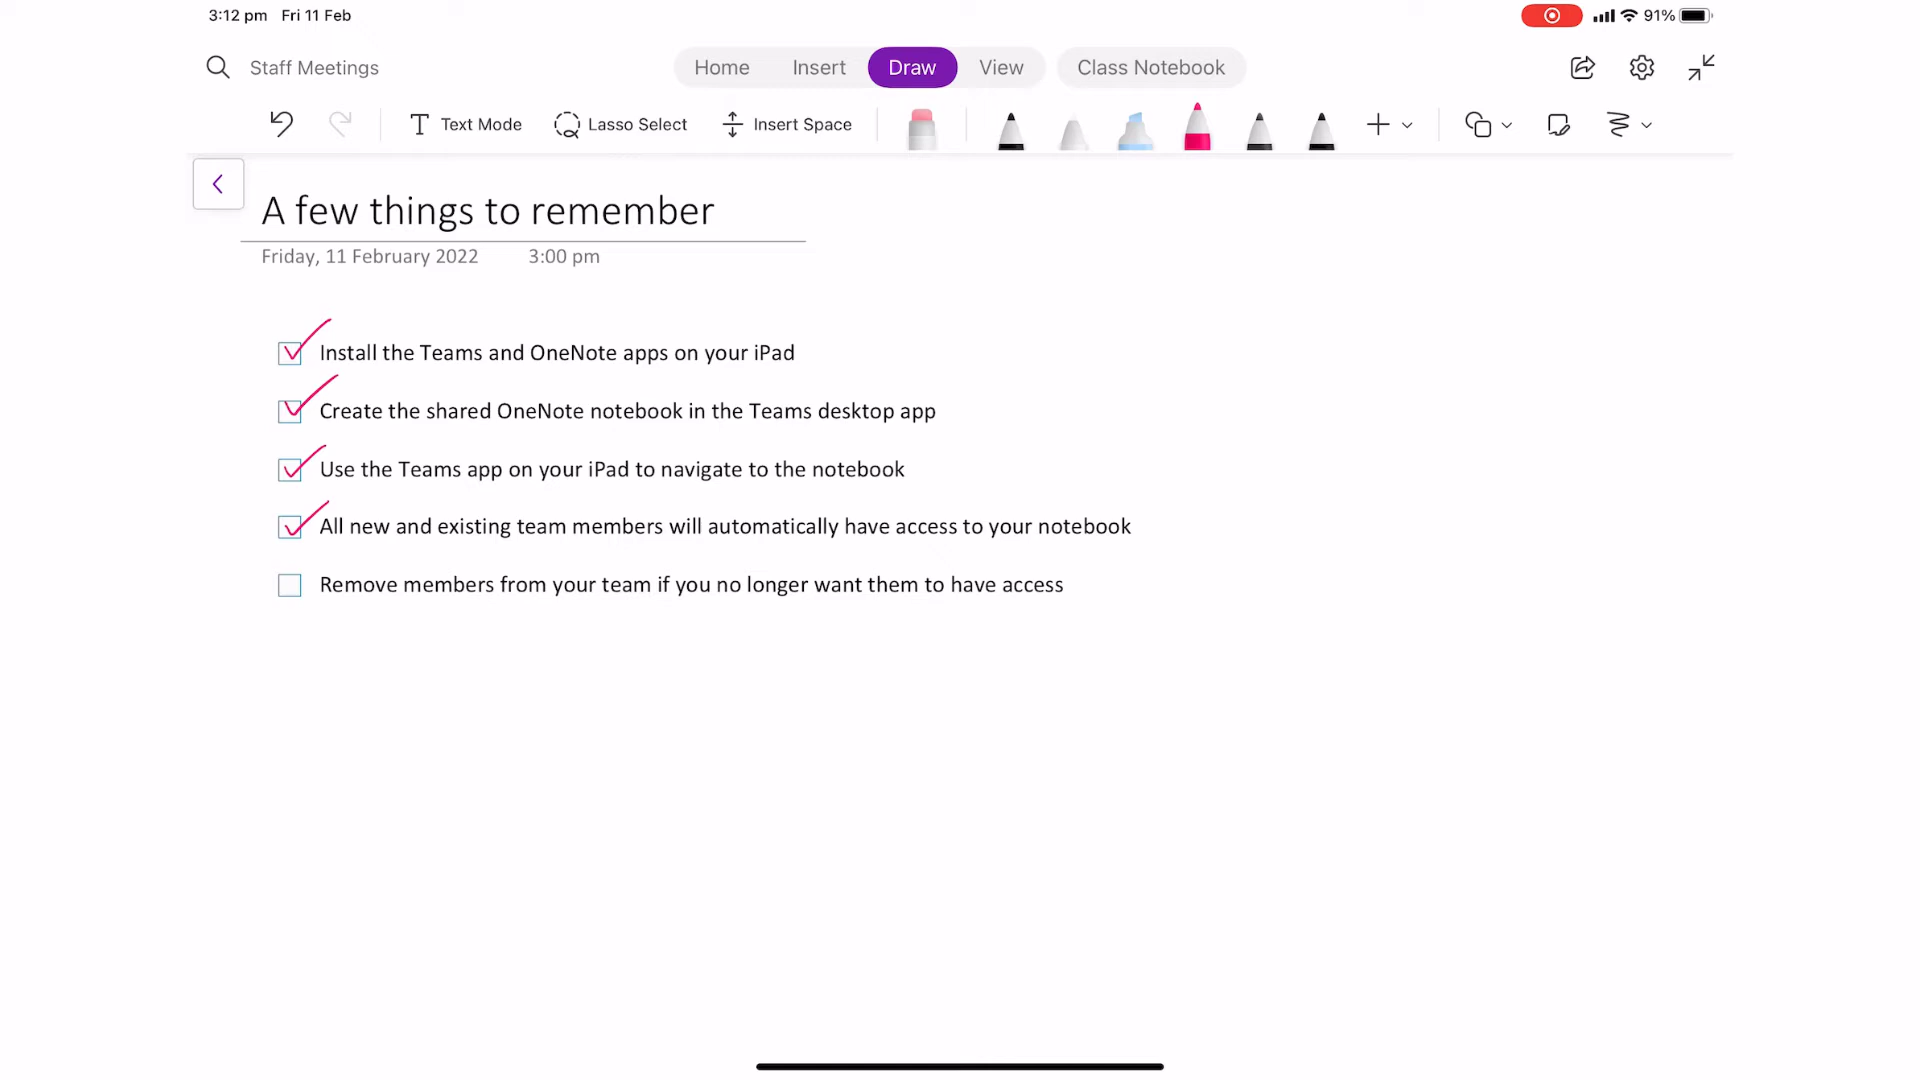 3:12 pm Fri 11 Feb 91%
Staff Meetings Home Insert Draw View Class Notebook
Text Mode Lasso Select Insert Space
A few things to remember
Friday, 11 February 2022 3:00 pm
Install the Teams and OneNote apps on your iPad
Create the shared OneNote notebook in the Teams desktop app
Use the Teams app on your iPad to navigate to the notebook
All new and existing team members will automatically have access to your notebook
Remove members from your team if you no longer want them to have access